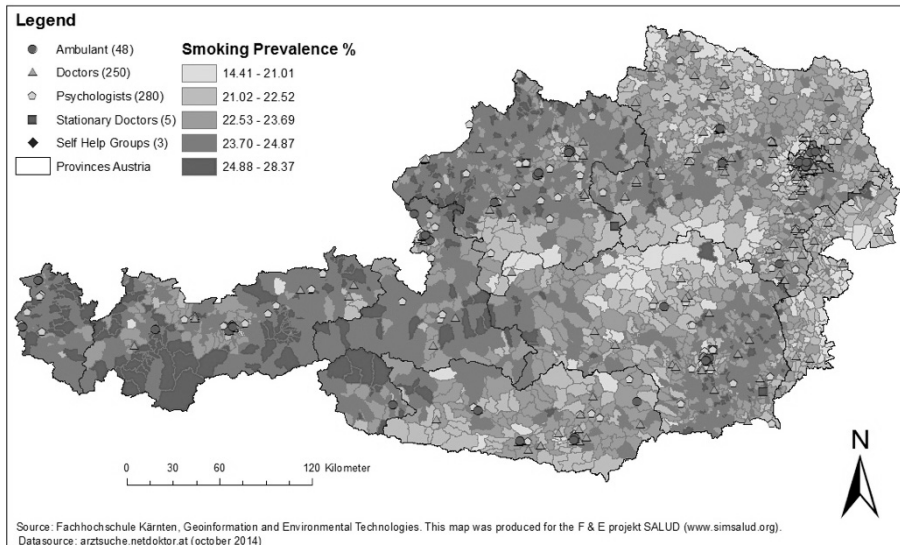 Legend
Ambulant (48)
Doctors (250)
Psychologists (280)
Stationary Doctors (5)
Self Help Groups (3)
Provinces Austria
Smoking Prevalence %
14.41 - 21.01
21.02 - 22.52
22.53 - 23.69
23.70 - 24.87
24.88 - 28.37
0 30 60 120 Kilometer
N
Source: Fachhochschule Kärnten, Geoinformation and Environmental Technologies. This map was produced for the F & E projekt SALUD (www.simsalud.org).
Datasource: arztsuche.netdoktor.at (october 2014)